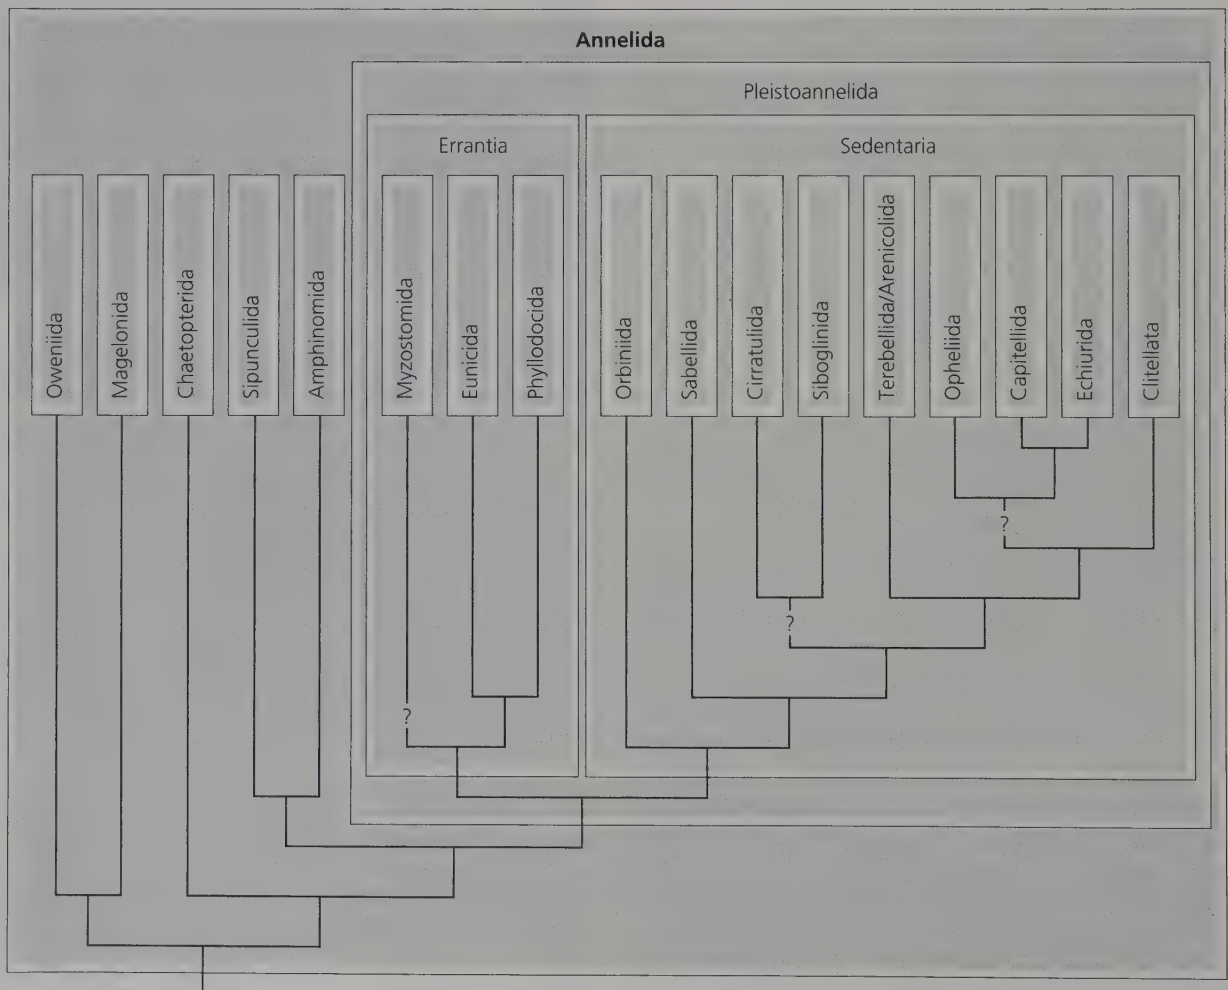 Annelida
Pleistoannelida
Errantia
Sedentaria
Oweniida
Magelonida
Chaetopterida
Sipunculida
Amphinomida
Myzostomida
Eunicida
Phyllodocida
Orbiniida
Sabellida
Cirratulida
Siboglinida
Terebellida/Arenicolida
Opheliida
Capitellida
Echiurida
Clitellata
?
?
?